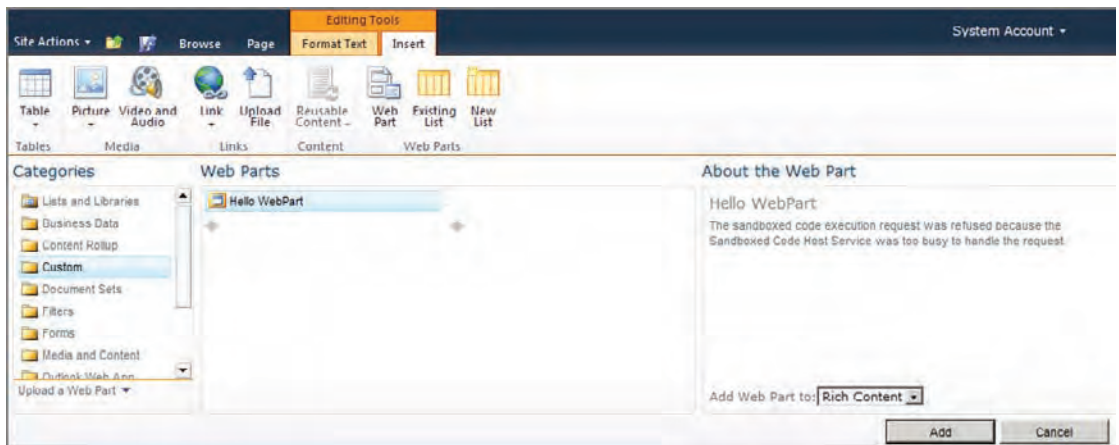 Editing Tools
System Account
Site Actions
Browse
Page
Format Text
Insert
Table
Picture
Video and
Audio
Link
Upload
File
Reusable
Content
Web
Part
Existing
List
New
List
Tables
Media
Links
Content
Web Parts
Categories
Lists and Libraries
Business Data
Content Rollup
Custom
Document Sets
Filters
Forms
Media and Content
Outlook Web App
Upload a Web Part
Web Parts
Hello WebPart
About the Web Part
Hello WebPart
The sandboxed code execution request was refused because the
Sandboxed Code Host Service was too busy to handle the request
Add Web Part to: Rich Content
Add
Cancel